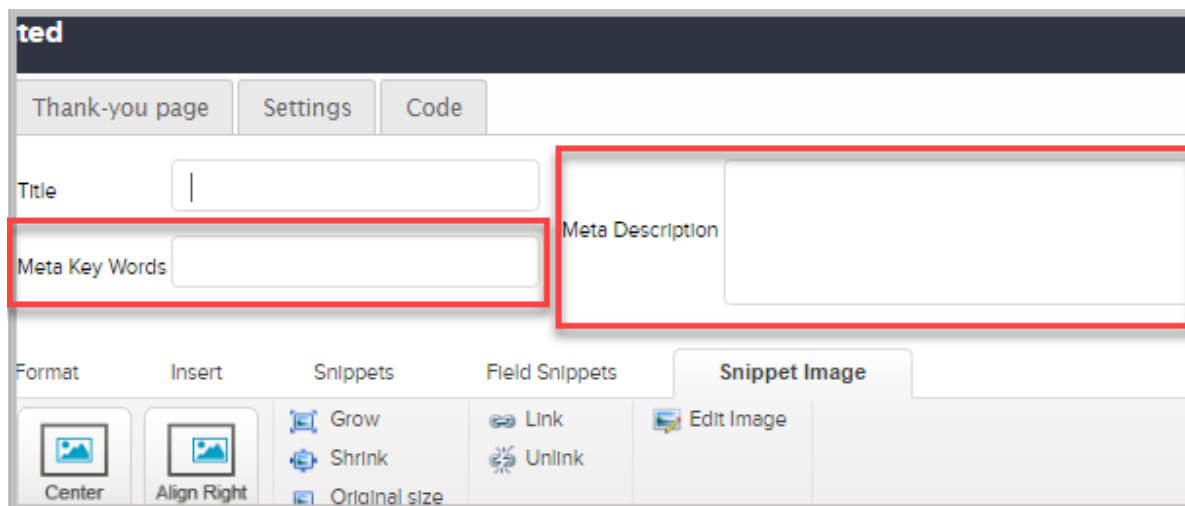 ted
Thank-you page Settings Code
Title
Meta Description
Meta Key Words
Format Insert Snippets Field Snippets Snippet Image
Grow Link Edit Image
Shrink Unlink
Center Align Right Original size